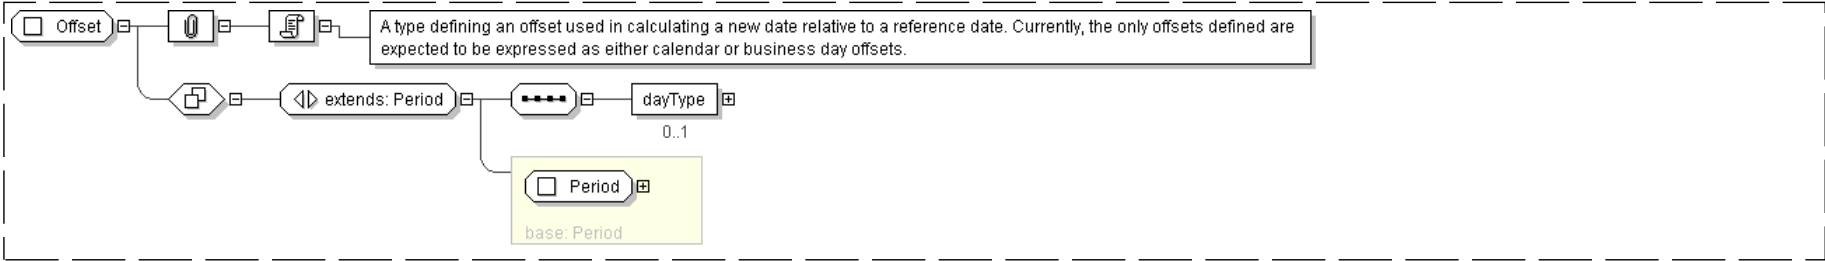 Offset
A type defining an offset used in calculating a new date relative to a reference date. Currently, the only offsets defined are
expected to be expressed as either calendar or business day offsets.
extends: Period
dayType
0..1
Period
base: Period